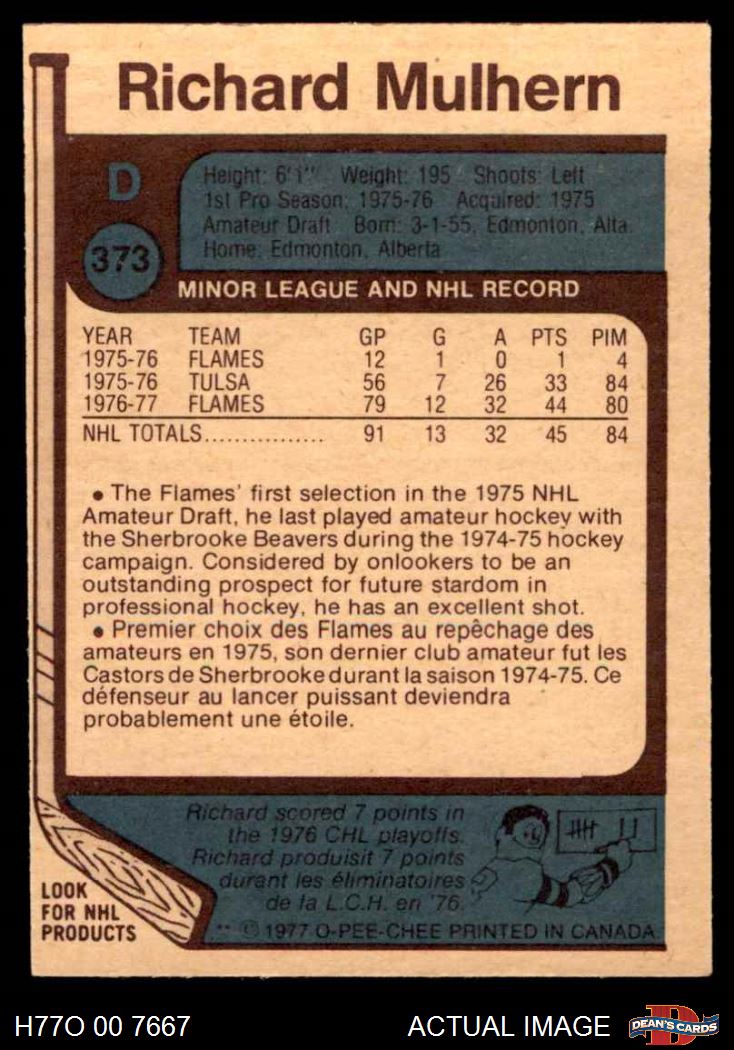 Richard Mulhern
D
Height: 6'1" Weight: 195 Shoots: Left
1st Pro Season: 1975-76 Acquired: 1975
Amateur Draft Born: 3-1-55, Edmonton, Alta.
Home: Edmonton, Alberta
373
MINOR LEAGUE AND NHL RECORD
YEAR TEAM GP G A PTS PIM
1975-76 FLAMES 12 1 0 1 4
1975-76 TULSA 56 7 26 33 84
1976-77 FLAMES 79 12 32 44 80
NHL TOTALS................ 91 13 32 45 84
• The Flames' first selection in the 1975 NHL
Amateur Draft, he last played amateur hockey with
the Sherbrooke Beavers during the 1974-75 hockey
campaign. Considered by onlookers to be an
outstanding prospect for future stardom in
professional hockey, he has an excellent shot.
• Premier choix des Flames au repêchage des
amateurs en 1975, son dernier club amateur fut les
Castors de Sherbrooke durant la saison 1974-75. Ce
défenseur au lancer puissant deviendra
probablement une étoile.
Richard scored 7 points in
the 1976 CHL playoffs.
Richard produisit 7 points
durant les éliminatoires
de la L.C.H. en '76.
LOOK
FOR NHL
PRODUCTS
** © 1977 O-PEE-CHEE PRINTED IN CANADA
H77O 00 7667
ACTUAL IMAGE
D
DEAN'S CARDS